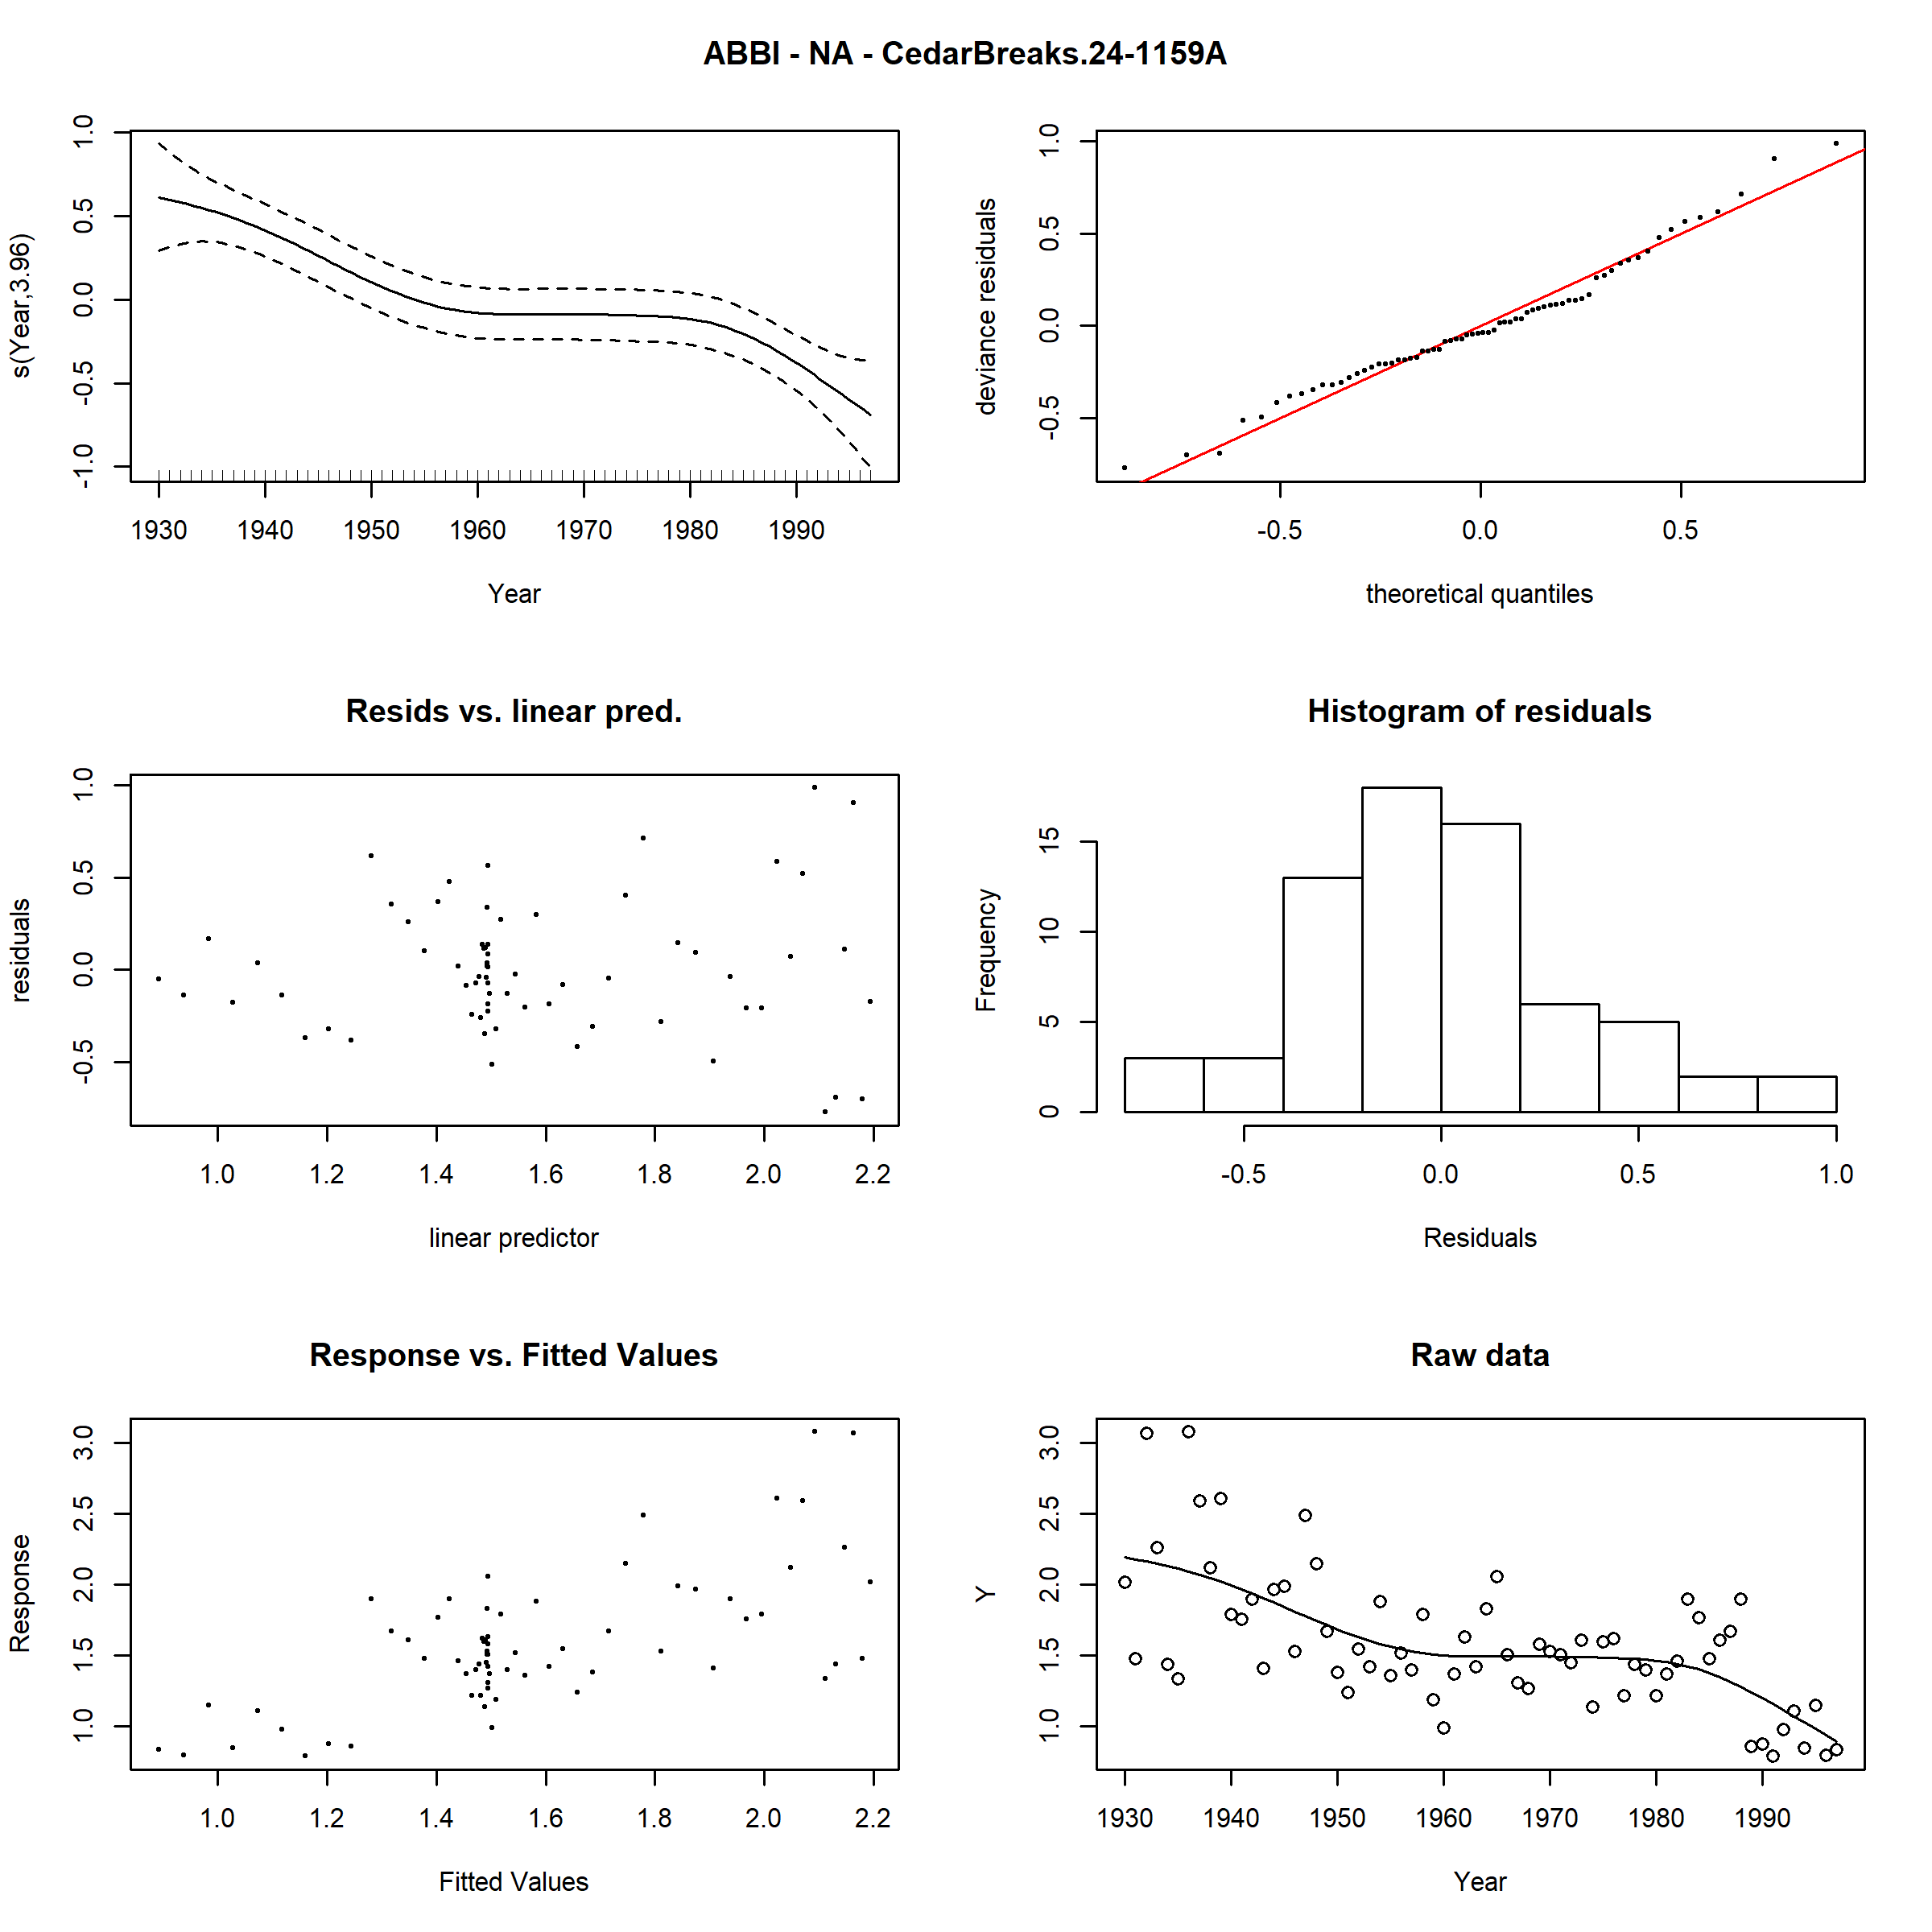 ABBI - NA - CedarBreaks.24-1159A
s(Year,3.96)
1.0
0.5
0.0
-0.5
-1.0
1930 1940 1950 1960 1970 1980 1990
Year
deviance residuals
1.0
0.5
0.0
-0.5
-0.5 0.0 0.5
theoretical quantiles
Resids vs. linear pred.
residuals
1.0
0.5
0.0
-0.5
1.0 1.2 1.4 1.6 1.8 2.0 2.2
linear predictor
Histogram of residuals
Frequency
15
10
5
0
-0.5 0.0 0.5 1.0
Residuals
Response vs. Fitted Values
Response
3.0
2.5
2.0
1.5
1.0
1.0 1.2 1.4 1.6 1.8 2.0 2.2
Fitted Values
Raw data
Y
3.0
2.5
2.0
1.5
1.0
1930 1940 1950 1960 1970 1980 1990
Year